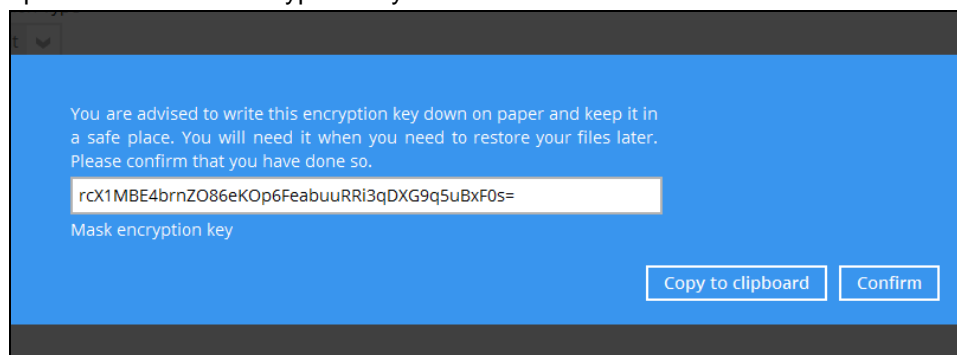 You are advised to write this encryption key down on paper and keep it in
a safe place. You will need it when you need to restore your files later.
Please confirm that you have done so.
rcX1MBE4brnZO86eKOp6FeabuuRRi3qDXG9q5uBxF0s=
Mask encryption key
Copy to clipboard Confirm